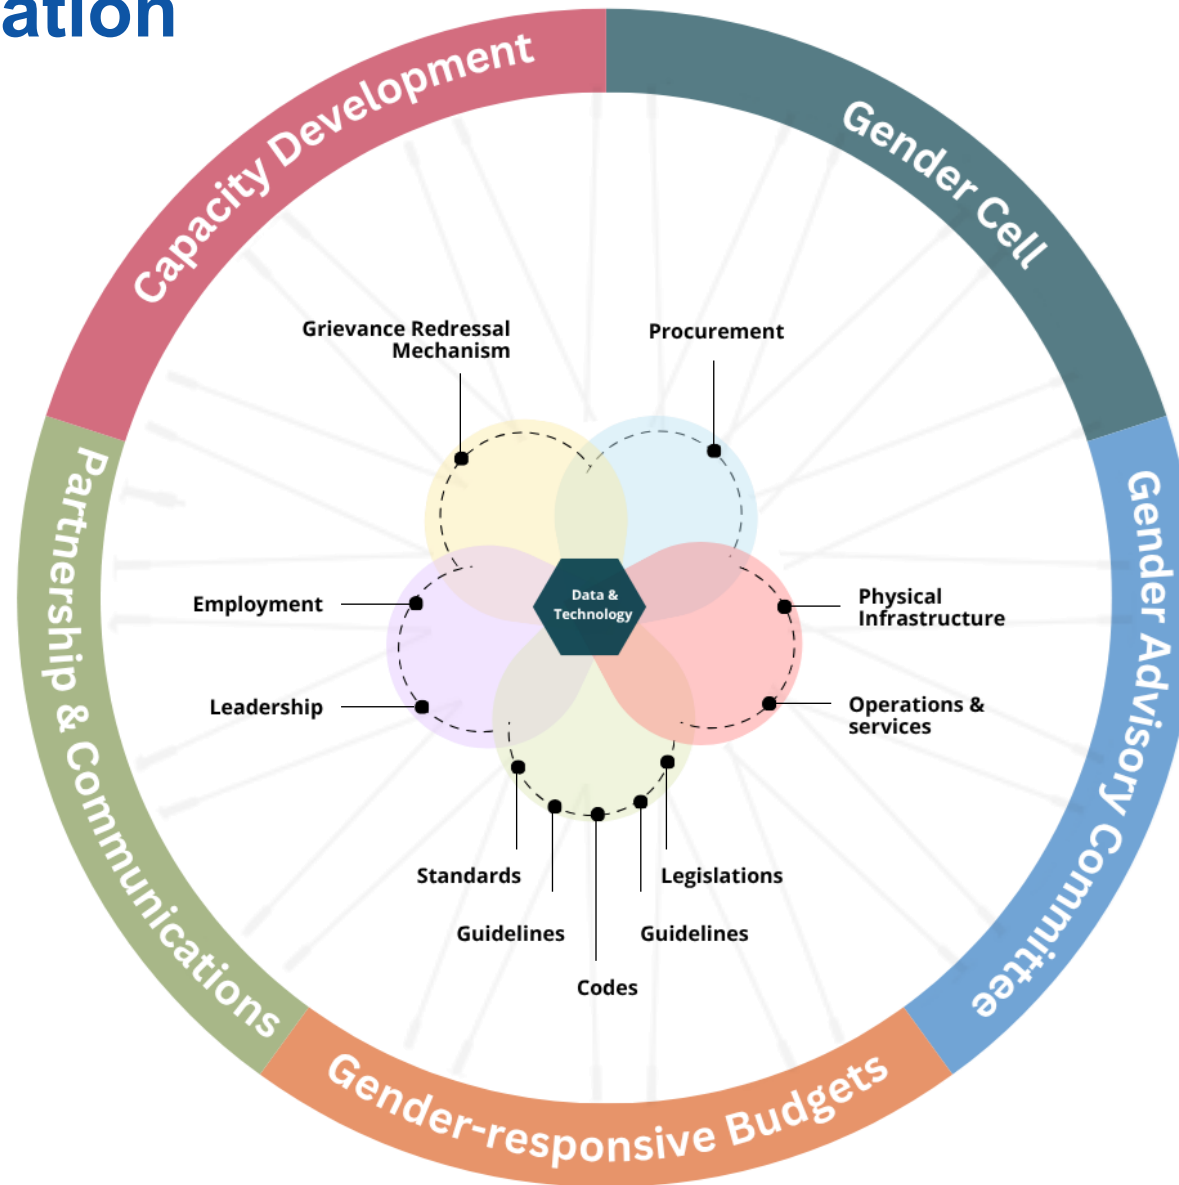 ation
Capacity Development
Gender Cell
Grievance Redressal
Mechanism
Procurement
Data &
Technology
Employment
Physical
Infrastructure
Leadership
Operations &
services
Standards
Legislations
Guidelines
Guidelines
Codes
Partnership & Communications
Gender Advisory Committee
Gender-responsive Budgets